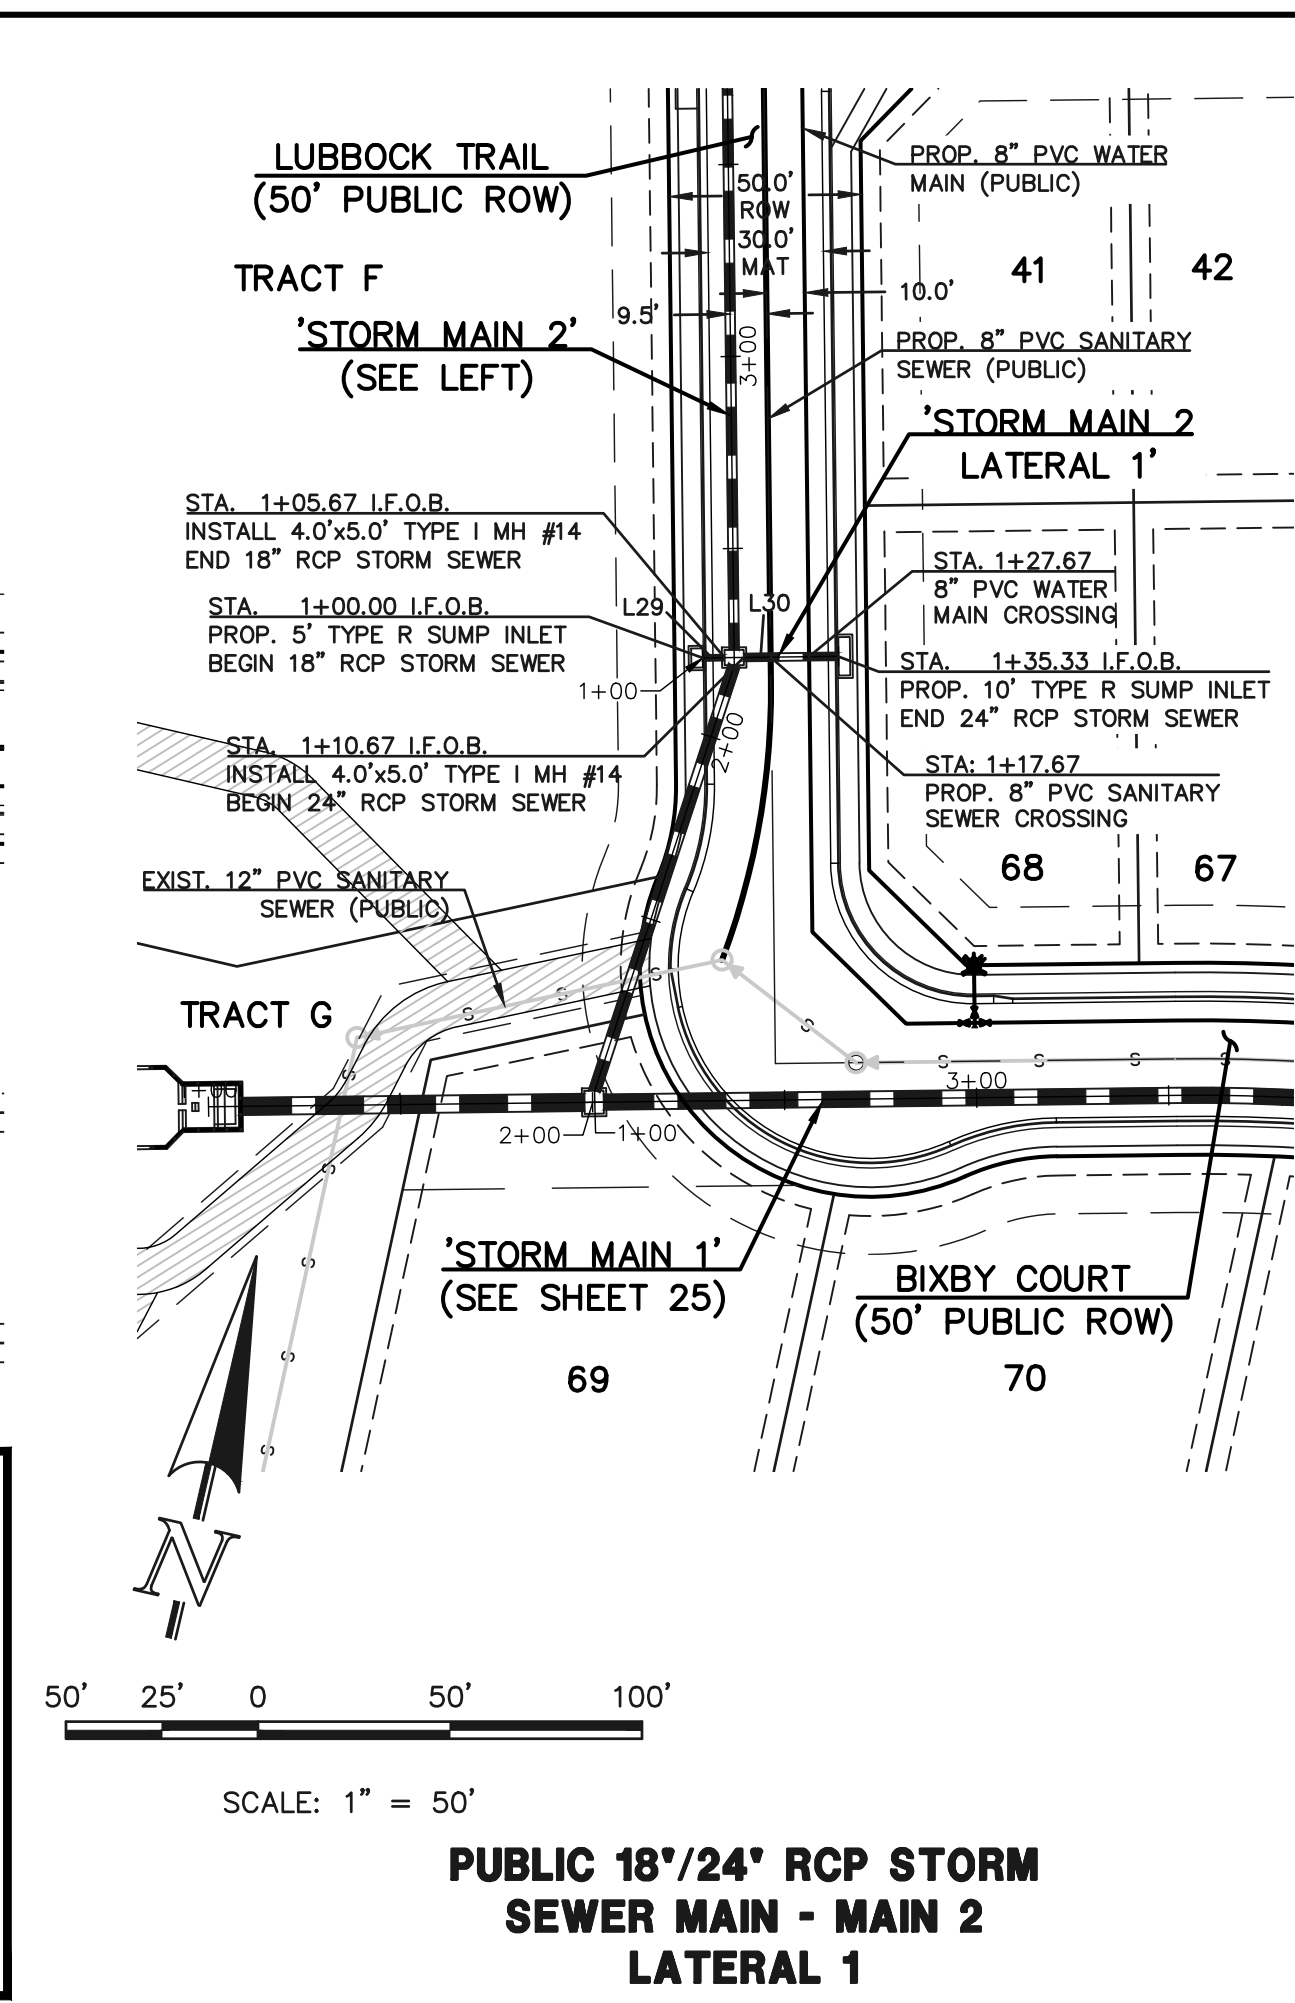 LUBBOCK TRAIL
(50' PUBLIC ROW)
PROP. 8" PVC WATER
MAIN (PUBLIC)
50.0'
ROW
30.0'
MAT
TRACT F
41
42
10.0'
9.5'
'STORM MAIN 2'
(SEE LEFT)
3+00
PROP. 8" PVC SANITARY
SEWER (PUBLIC)
'STORM MAIN 2
LATERAL 1'
STA. 1+05.67 I.F.O.B.
INSTALL 4.0'x5.0' TYPE I MH #14
END 18" RCP STORM SEWER
STA. 1+27.67
8" PVC WATER
MAIN CROSSING
STA. 1+00.00 I.F.O.B.
PROP. 5' TYPE R SUMP INLET
BEGIN 18" RCP STORM SEWER
L29
L30
STA. 1+35.33 I.F.O.B.
PROP. 10' TYPE R SUMP INLET
END 24" RCP STORM SEWER
1+00
2+00
STA. 1+10.67 I.F.O.B.
INSTALL 4.0'x5.0' TYPE I MH #14
BEGIN 24" RCP STORM SEWER
STA: 1+17.67
PROP. 8" PVC SANITARY
SEWER CROSSING
68
67
EXIST. 12" PVC SANITARY
SEWER (PUBLIC)
S
S
S
S
TRACT G
S
S
S
S
S
3+00
2+00
1+00
S
S
S
S
'STORM MAIN 1'
(SEE SHEET 25)
BIXBY COURT
(50' PUBLIC ROW)
69
70
N
50' 25' 0 50' 100'
SCALE: 1" = 50'
PUBLIC 18"/24" RCP STORM
SEWER MAIN - MAIN 2
LATERAL 1